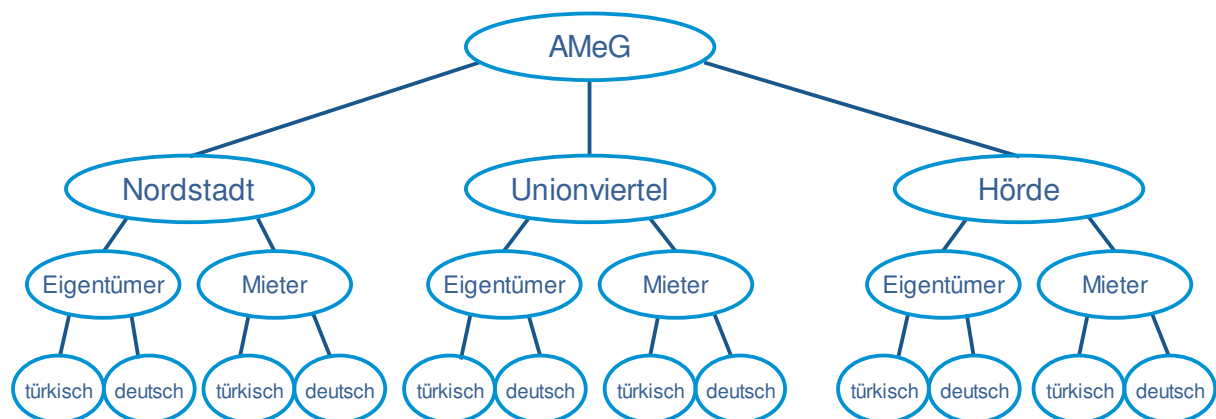 AMeG
Nordstadt
Unionviertel
Hörde
Eigentümer
Mieter
Eigentümer
Mieter
Eigentümer
Mieter
türkisch
deutsch
türkisch
deutsch
türkisch
deutsch
türkisch
deutsch
türkisch
deutsch
türkisch
deutsch